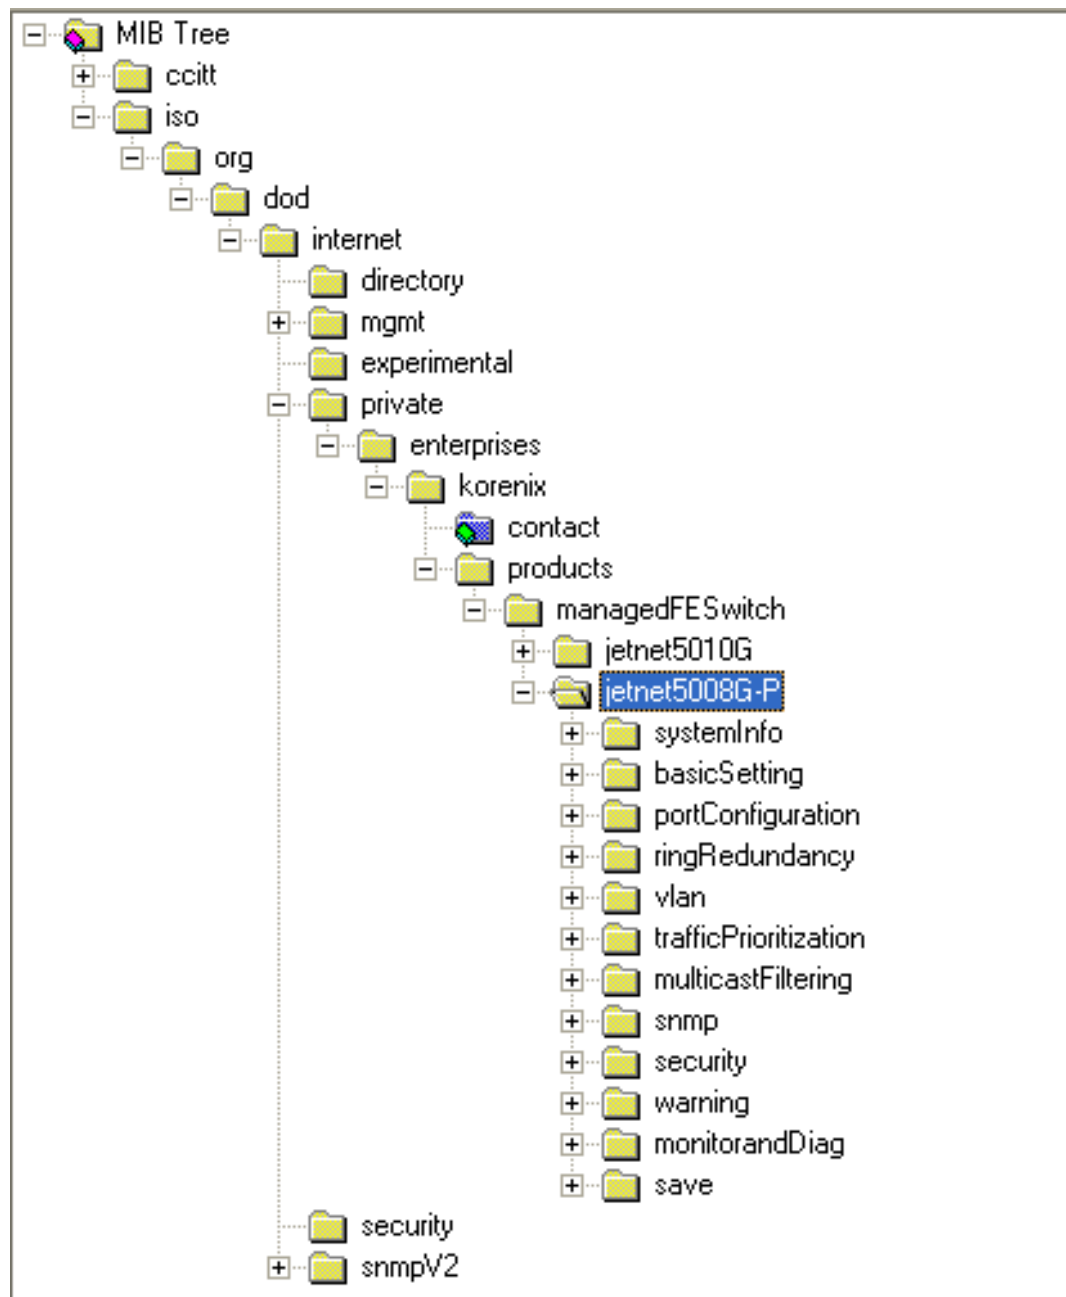 MIB Tree
ccitt
iso
org
dod
internet
directory
mgmt
experimental
private
enterprises
korenix
contact
products
managedFESwitch
jetnet5010G
jetnet5008G-P
systemInfo
basicSetting
portConfiguration
ringRedundancy
vlan
trafficPrioritization
multicastFiltering
snmp
security
warning
monitorandDiag
save
security
snmpV2